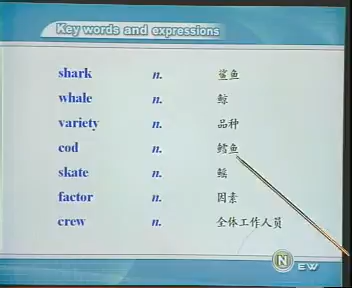 Key words and expressions
shark n. 鲨鱼
whale n. 鲸
variety n. 品种
cod n. 鳕鱼
skate n. 鳐
factor n. 因素
crew n. 全体工作人员
NEW